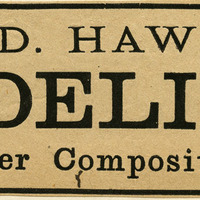 D. HAW
DELI
er Composit